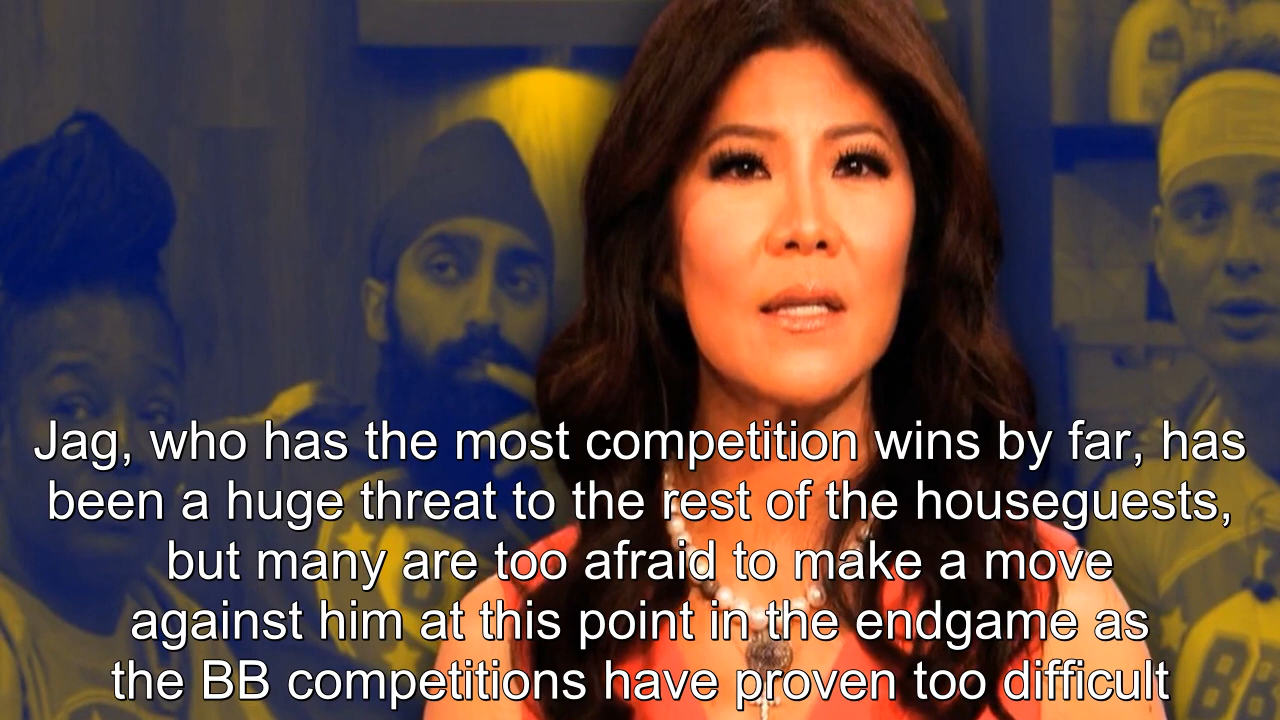 Jag, who has the most competition wins by far, has
been a huge threat to the rest of the houseguests,
but many are too afraid to make a move
against him at this point in the endgame as
the BB competitions have proven too difficult